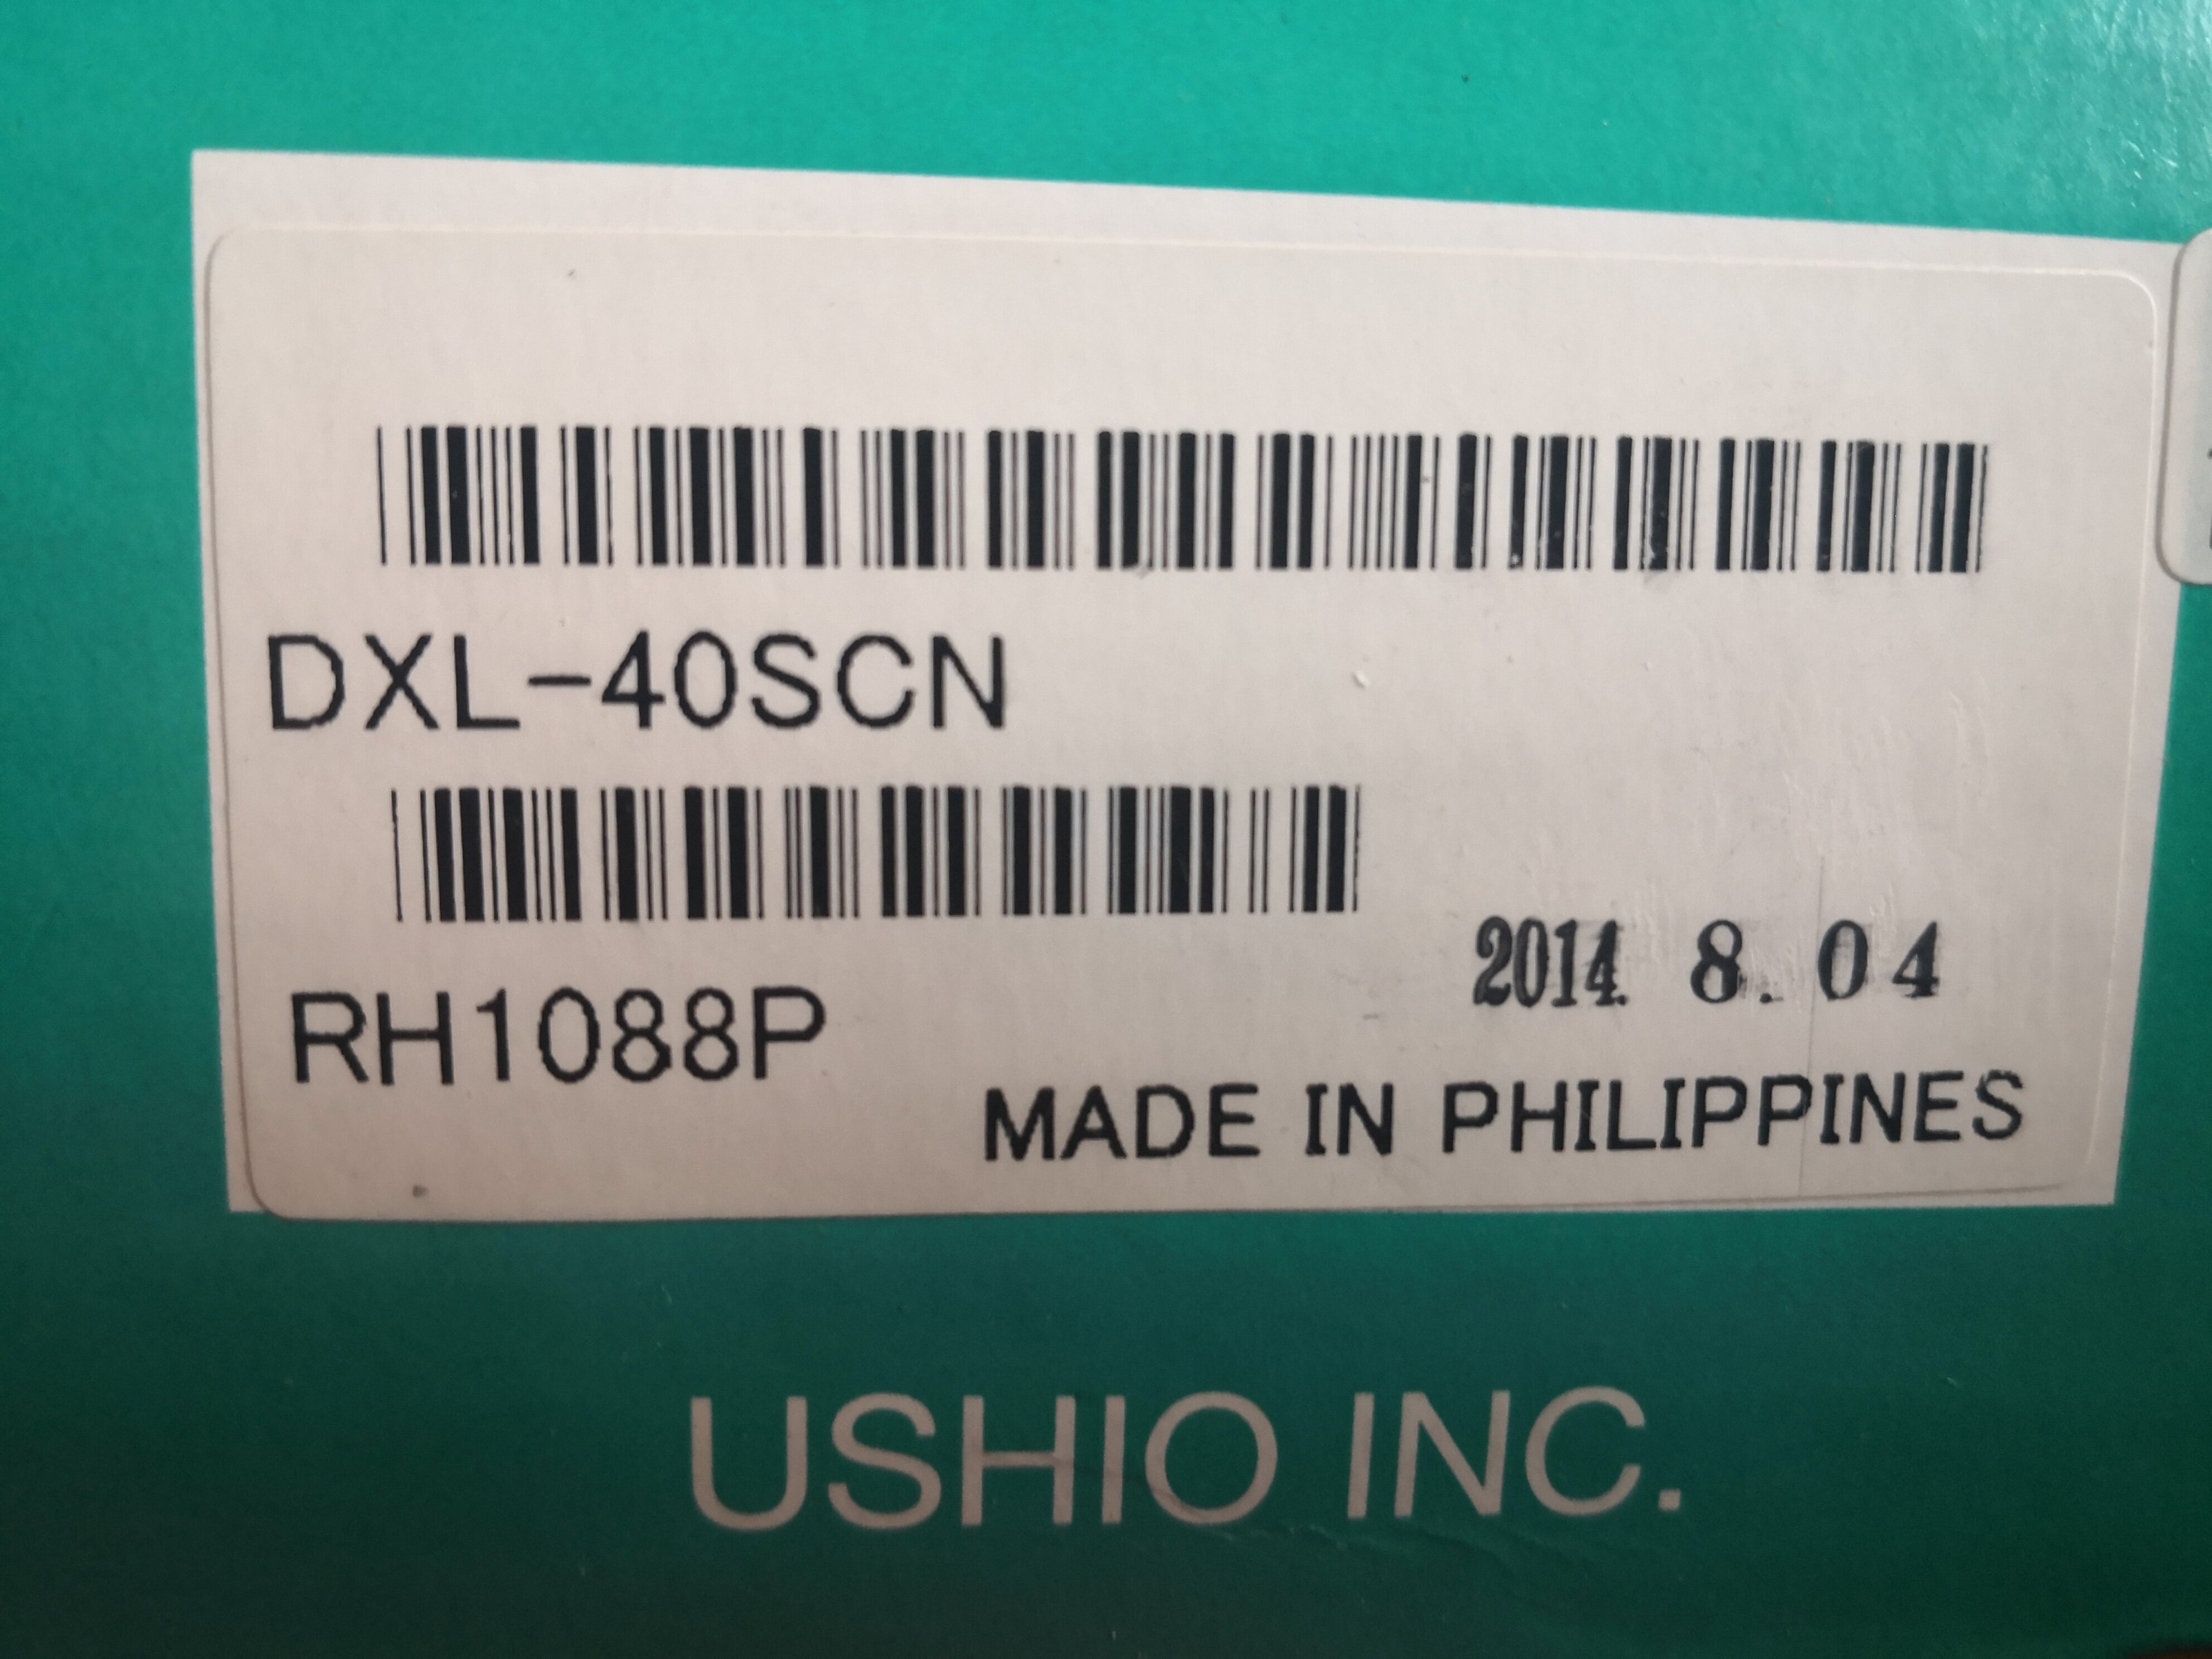 DXL-40SCN
RH1088P
2014. 8. 04
MADE IN PHILIPPINES
USHIO INC.